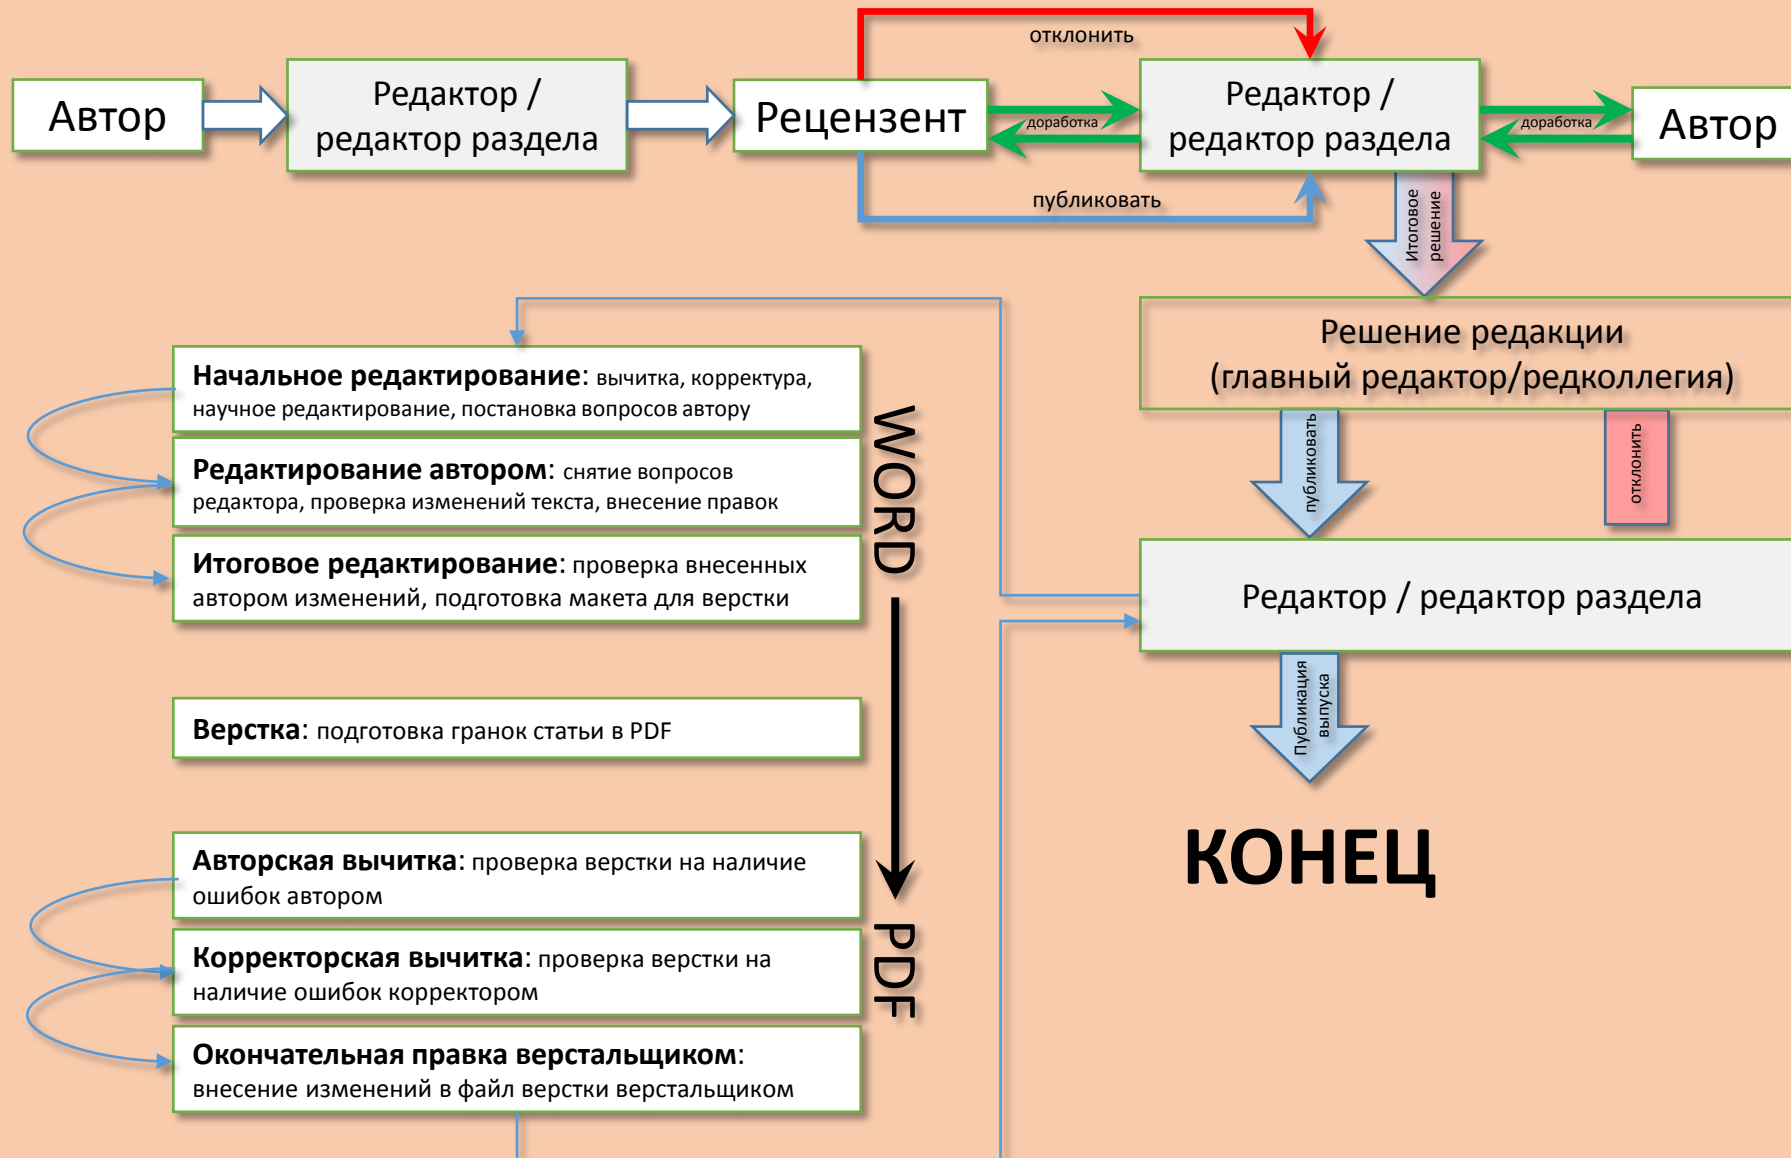 отклонить
Автор
Редактор /
редактор раздела
Рецензент
доработка
Редактор /
редактор раздела
доработка
Автор
публиковать
Итоговое
решение
Решение редакции
(главный редактор/редколлегия)
публиковать
отклонить
Редактор / редактор раздела
Публикация
выпуска
КОНЕЦ
Начальное редактирование: вычитка, корректура,
научное редактирование, постановка вопросов автору
Редактирование автором: снятие вопросов
редактора, проверка изменений текста, внесение правок
Итоговое редактирование: проверка внесенных
автором изменений, подготовка макета для верстки
WORD
Верстка: подготовка гранок статьи в PDF
Авторская вычитка: проверка верстки на наличие
ошибок автором
Корректорская вычитка: проверка верстки на
наличие ошибок корректором
Окончательная правка верстальщиком:
внесение изменений в файл верстки верстальщиком
PDF